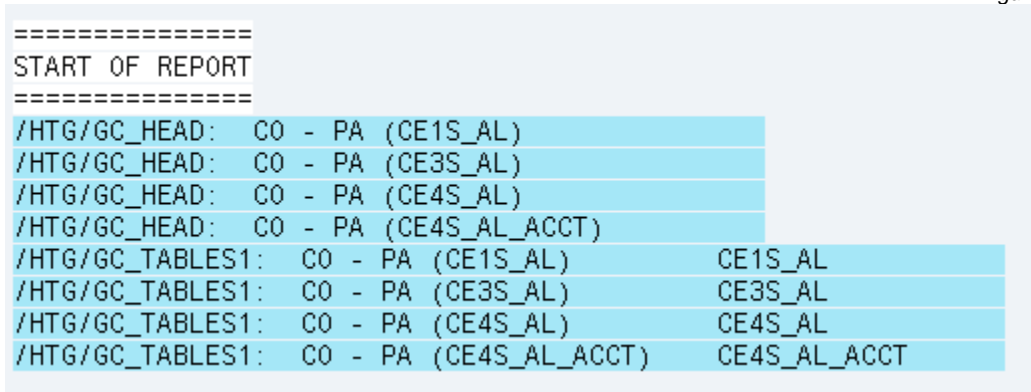 ===============
START OF REPORT
===============
/HTG/GC_HEAD: CO - PA (CE1S_AL)
/HTG/GC_HEAD: CO - PA (CE3S_AL)
/HTG/GC_HEAD: CO - PA (CE4S_AL)
/HTG/GC_HEAD: CO - PA (CE4S_AL_ACCT)
/HTG/GC_TABLES1: CO - PA (CE1S_AL) CE1S_AL
/HTG/GC_TABLES1: CO - PA (CE3S_AL) CE3S_AL
/HTG/GC_TABLES1: CO - PA (CE4S_AL) CE4S_AL
/HTG/GC_TABLES1: CO - PA (CE4S_AL_ACCT) CE4S_AL_ACCT